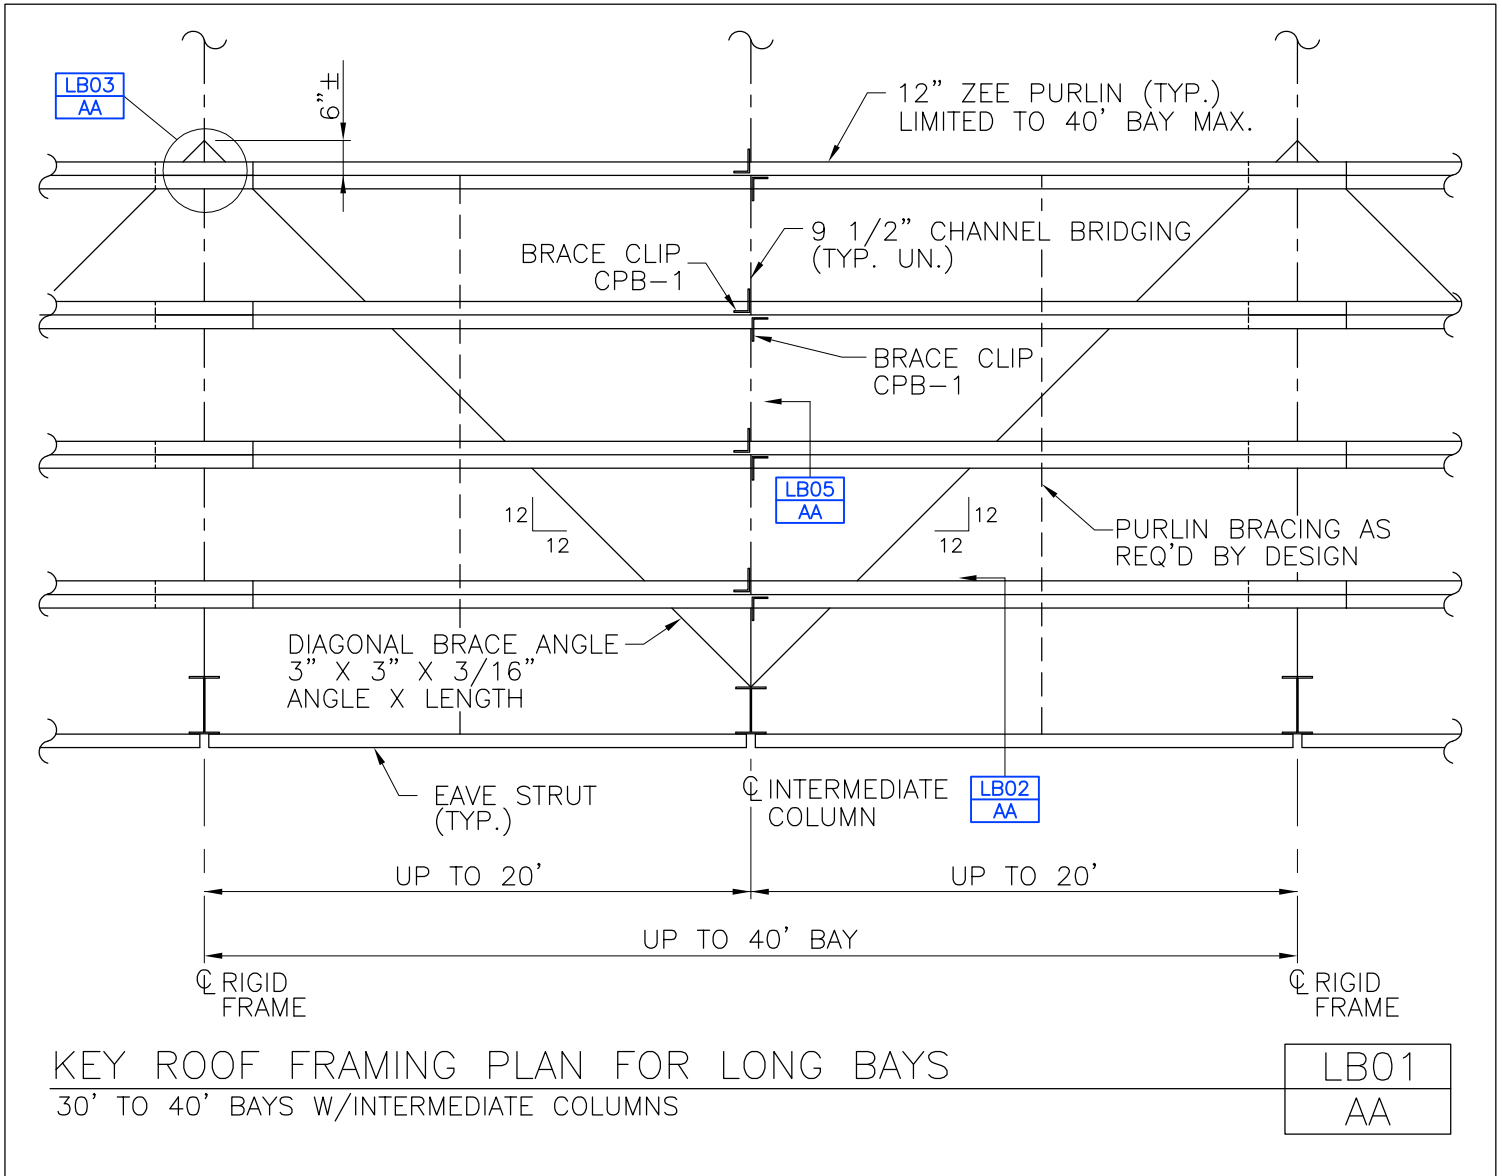 LB03
AA
6”±
12” ZEE PURLIN (TYP.)
LIMITED TO 40’ BAY MAX.
9 1/2” CHANNEL BRIDGING
(TYP. UN.)
BRACE CLIP
CPB-1
BRACE CLIP
CPB-1
LB05
AA
12
12
12
12
PURLIN BRACING AS
REQ’D BY DESIGN
DIAGONAL BRACE ANGLE
3” X 3” X 3/16”
ANGLE X LENGTH
EAVE STRUT
(TYP.)
℄ INTERMEDIATE
COLUMN
LB02
AA
UP TO 20’
UP TO 20’
UP TO 40’ BAY
℄ RIGID
FRAME
℄ RIGID
FRAME
KEY ROOF FRAMING PLAN FOR LONG BAYS
30’ TO 40’ BAYS W/INTERMEDIATE COLUMNS
LB01
AA